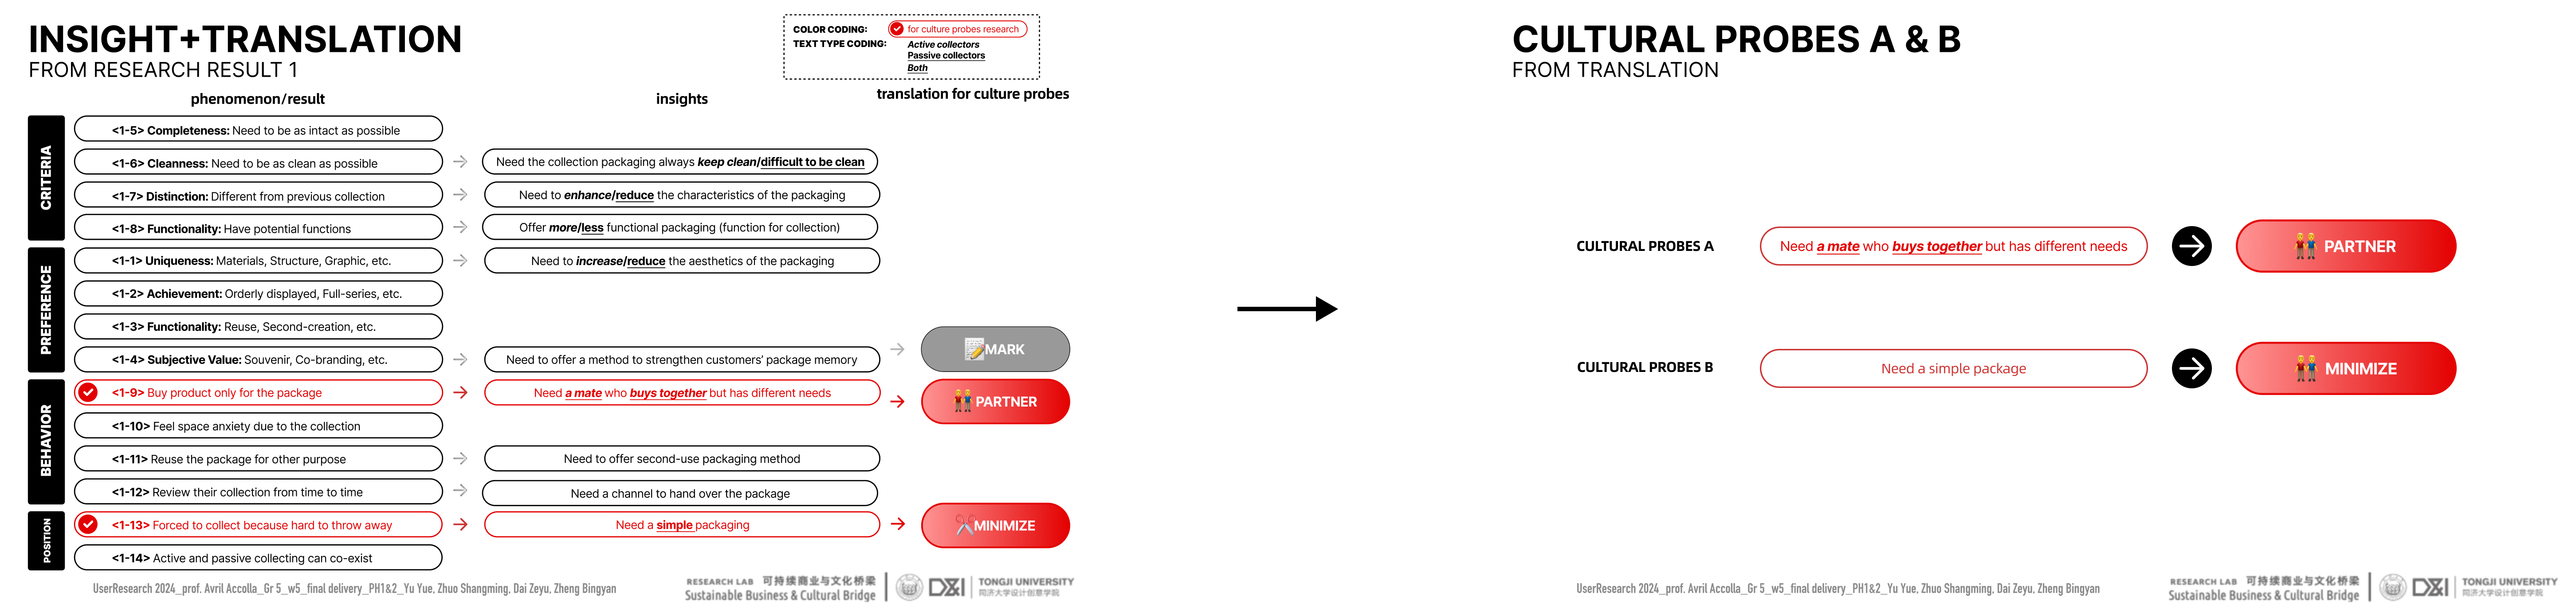 INSIGHT+TRANSLATION
FROM RESEARCH RESULT 1
COLOR CODING: for culture probes research
TEXT TYPE CODING: Active collectors
Passive collectors
Both
phenomenon/result
insights
translation for culture probes
CRITERIA
<1-5> Completeness: Need to be as intact as possible
<1-6> Cleanness: Need to be as clean as possible
Need the collection packaging always keep clean/difficult to be clean
<1-7> Distinction: Different from previous collection
Need to enhance/reduce the characteristics of the packaging
<1-8> Functionality: Have potential functions
Offer more/less functional packaging (function for collection)
PREFERENCE
<1-1> Uniqueness: Materials, Structure, Graphic, etc.
Need to increase/reduce the aesthetics of the packaging
<1-2> Achievement: Orderly displayed, Full-series, etc.
<1-3> Functionality: Reuse, Second-creation, etc.
<1-4> Subjective Value: Souvenir, Co-branding, etc.
Need to offer a method to strengthen customers' package memory
MARK
BEHAVIOR
<1-9> Buy product only for the package
Need a mate who buys together but has different needs
PARTNER
<1-10> Feel space anxiety due to the collection
<1-11> Reuse the package for other purpose
Need to offer second-use packaging method
<1-12> Review their collection from time to time
Need a channel to hand over the package
POSITION
<1-13> Forced to collect because hard to throw away
Need a simple packaging
MINIMIZE
<1-14> Active and passive collecting can co-exist
UserResearch 2024_prof. Avril Accolla_Gr 5_w5_final delivery_PH1&2_Yu Yue, Zhuo Shangming, Dai Zeyu, Zheng Bingyan
RESEARCH LAB 可持续商业与文化桥梁
Sustainable Business & Cultural Bridge
D&I
TONGJI UNIVERSITY
同济大学设计创意学院
CULTURAL PROBES A & B
FROM TRANSLATION
CULTURAL PROBES A
Need a mate who buys together but has different needs
PARTNER
CULTURAL PROBES B
Need a simple package
MINIMIZE
UserResearch 2024_prof. Avril Accolla_Gr 5_w5_final delivery_PH1&2_Yu Yue, Zhuo Shangming, Dai Zeyu, Zheng Bingyan
RESEARCH LAB 可持续商业与文化桥梁
Sustainable Business & Cultural Bridge
D&I
TONGJI UNIVERSITY
同济大学设计创意学院